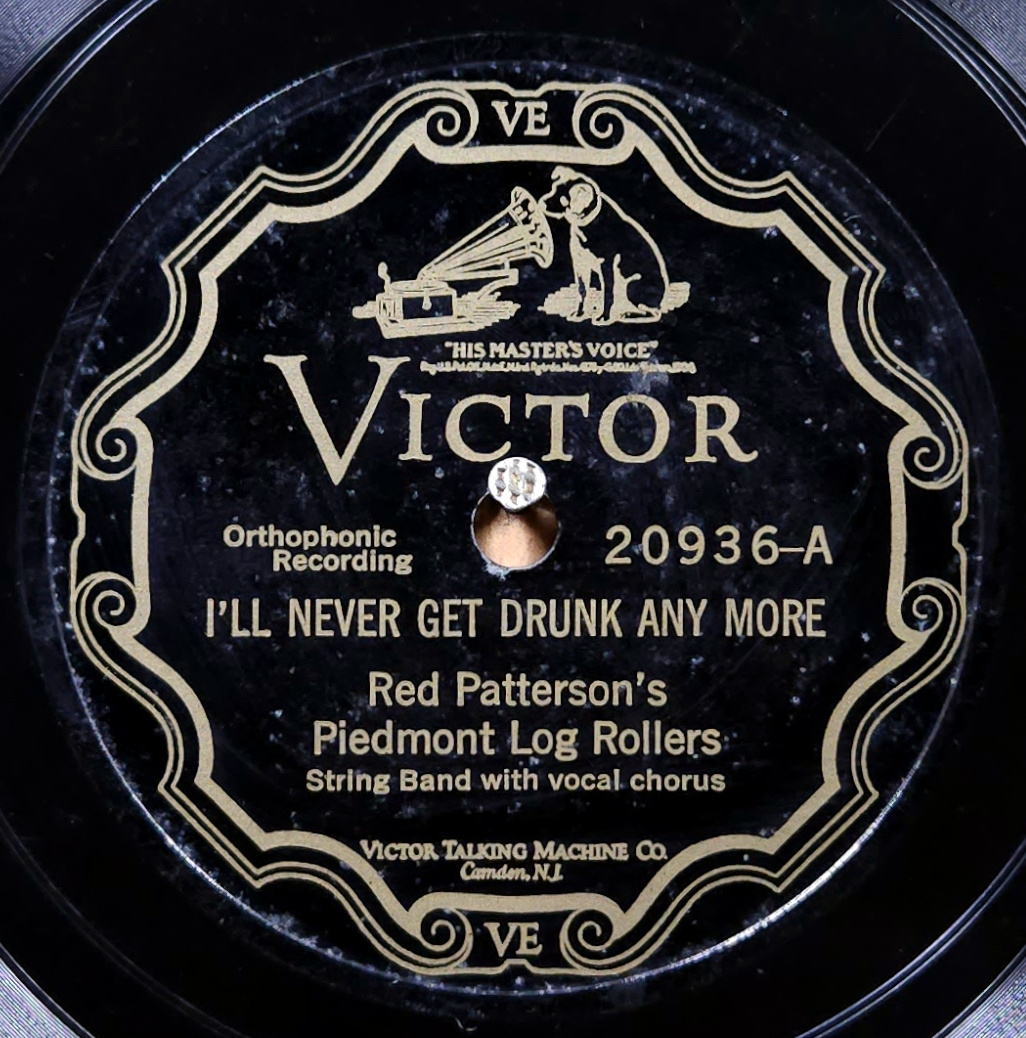 VE
"HIS MASTER'S VOICE"
VICTOR
Orthophonic
Recording
20936-A
I'LL NEVER GET DRUNK ANY MORE
Red Patterson's
Piedmont Log Rollers
String Band with vocal chorus
VICTOR TALKING MACHINE CO.
Camden, N.J.
VE